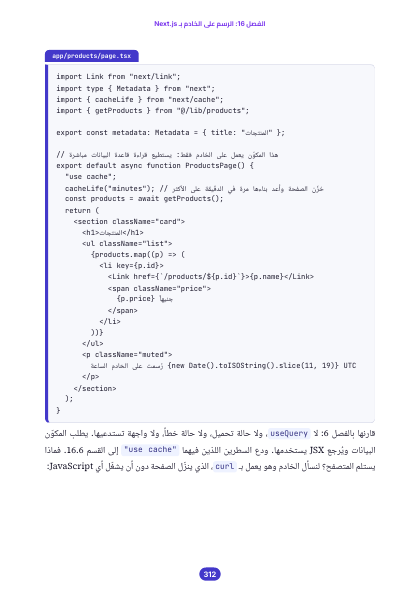 الفصل 16: الرسم على الخادم بـ Next.js
app/products/page.tsx
import Link from "next/link";
import type { Metadata } from "next";
import { cacheLife } from "next/cache";
import { getProducts } from "@/lib/products";
export const metadata: Metadata = { title: "المنتجات" };
// هذا المكوّن يعمل على الخادم فقط: يستطيع قراءة قاعدة البيانات مباشرة
export default async function ProductsPage() {
"use cache";
cacheLife("minutes"); // خزّن الصفحة وأعد بناءها مرة في الدقيقة على الأكثر
const products = await getProducts();
return (
<section className="card">
<h1>المنتجات</h1>
<ul className="list">
{products.map((p) => (
<li key={p.id}>
<Link href={`/products/${p.id}`}>{p.name}</Link>
<span className="price">
{p.price} جنيهاً
</span>
</li>
))}
</ul>
<p className="muted">
رُسمت على الخادم الساعة {new Date().toISOString().slice(11, 19)} UTC
</p>
</section>
);
}
قارنها بالفصل 6: لا useQuery، ولا حالة تحميل، ولا حالة خطأ، ولا واجهة تستدعيها. يطلب المكوّن
البيانات ويُرجع JSX يستخدمها. ودع السطرين اللذين فيهما "use cache" إلى القسم 16.6. فماذا
يستلم المتصفح؟ لنسأل الخادم وهو يعمل بـ curl، الذي ينزّل الصفحة دون أن يشغّل أي JavaScript:
312